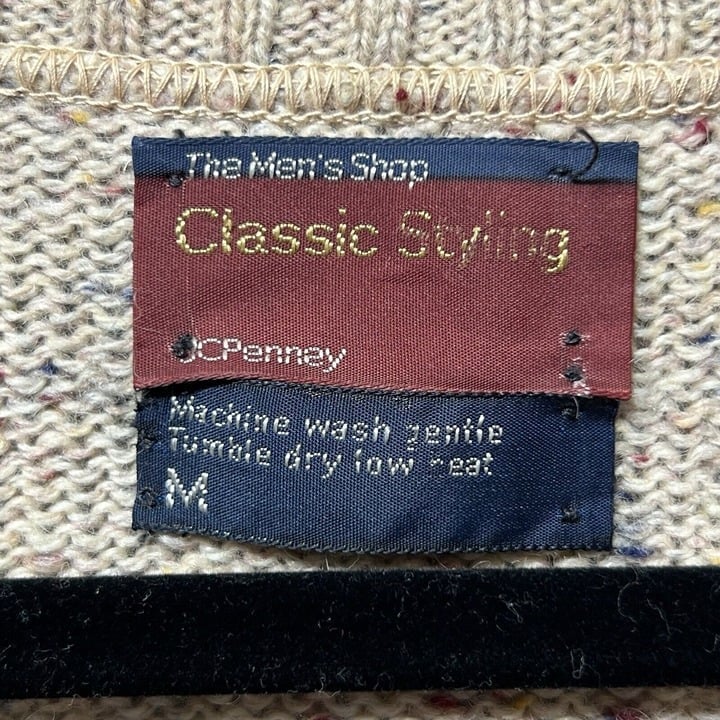 The Men's Shop
Classic Styling
JCPenney
Machine wash gentle
Tumble dry low heat
M